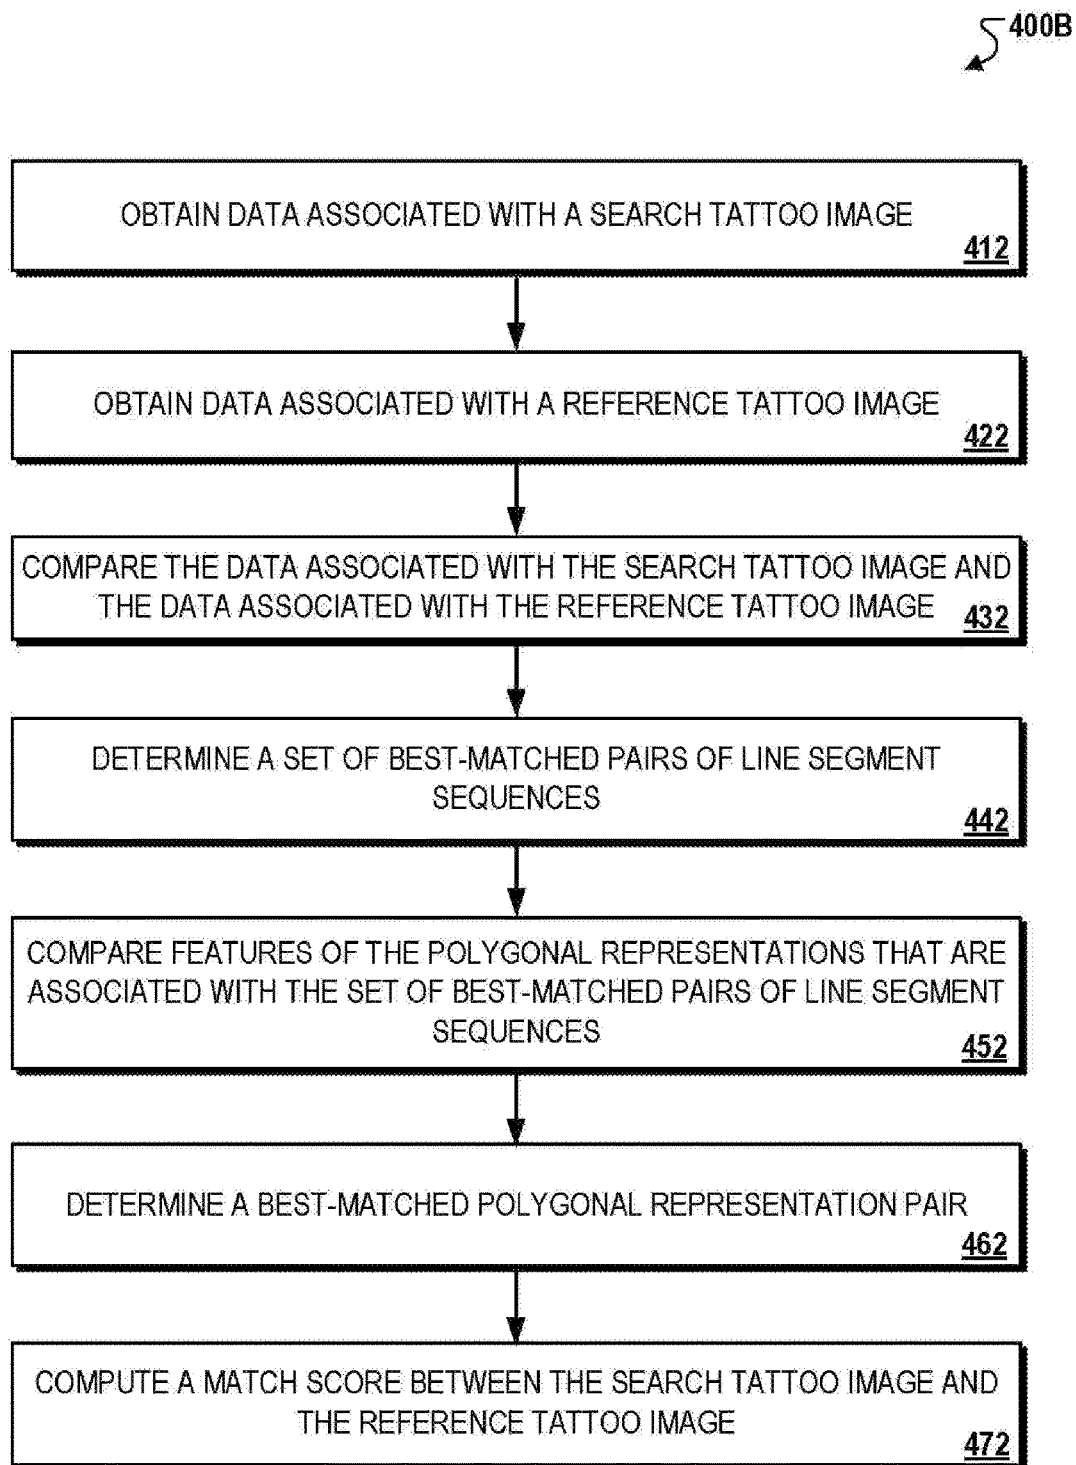 400B
OBTAIN DATA ASSOCIATED WITH A SEARCH TATTOO IMAGE
412
OBTAIN DATA ASSOCIATED WITH A REFERENCE TATTOO IMAGE
422
COMPARE THE DATA ASSOCIATED WITH THE SEARCH TATTOO IMAGE AND
THE DATA ASSOCIATED WITH THE REFERENCE TATTOO IMAGE
432
DETERMINE A SET OF BEST-MATCHED PAIRS OF LINE SEGMENT
SEQUENCES
442
COMPARE FEATURES OF THE POLYGONAL REPRESENTATIONS THAT ARE
ASSOCIATED WITH THE SET OF BEST-MATCHED PAIRS OF LINE SEGMENT
SEQUENCES
452
DETERMINE A BEST-MATCHED POLYGONAL REPRESENTATION PAIR
462
COMPUTE A MATCH SCORE BETWEEN THE SEARCH TATTOO IMAGE AND
THE REFERENCE TATTOO IMAGE
472